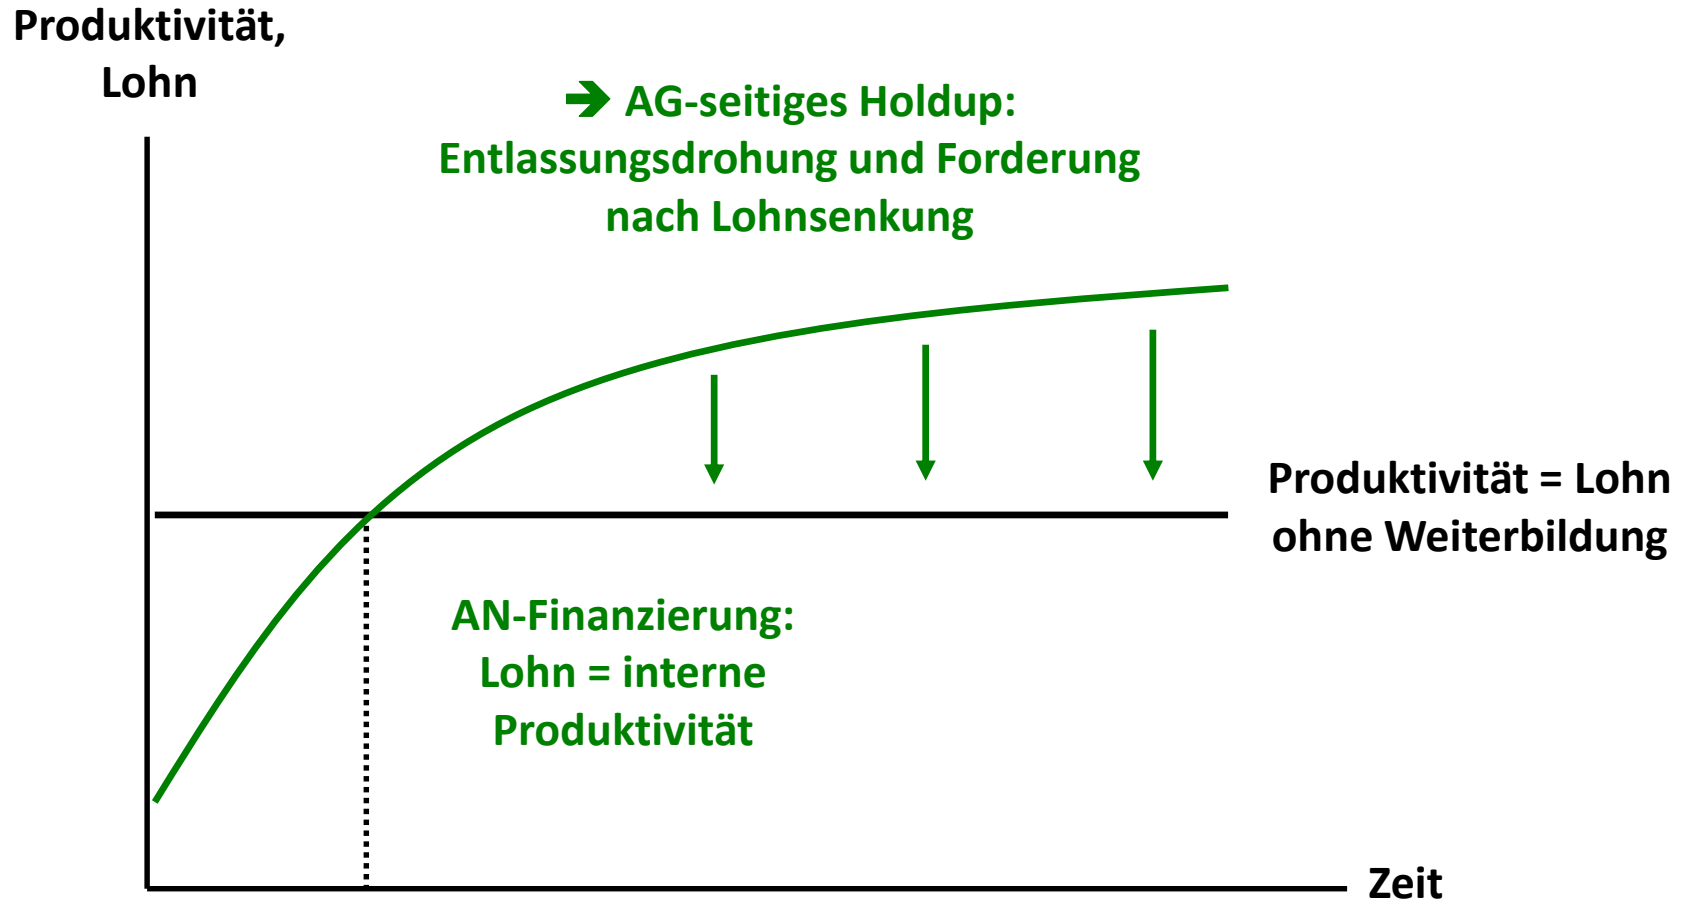 Produktivität,
Lohn
➔ AG-seitiges Holdup:
Entlassungsdrohung und Forderung
nach Lohnsenkung
Produktivität = Lohn
ohne Weiterbildung
AN-Finanzierung:
Lohn = interne
Produktivität
Zeit